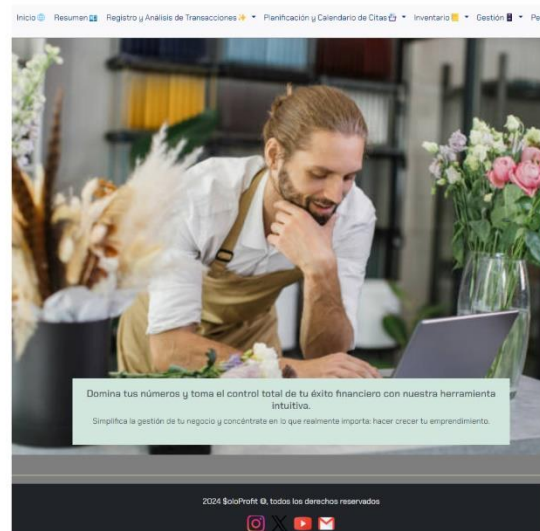 Inicio Resumen Registro y Análisis de Transacciones Planificación y Calendario de Citas Inventario Gestión Pe
Domina tus números y toma el control total de tu éxito financiero con nuestra herramienta
intuitiva.
Simplifica la gestión de tu negocio y concéntrate en lo que realmente importa: hacer crecer tu emprendimiento.
2024 $oloProfit ©, todos los derechos reservados